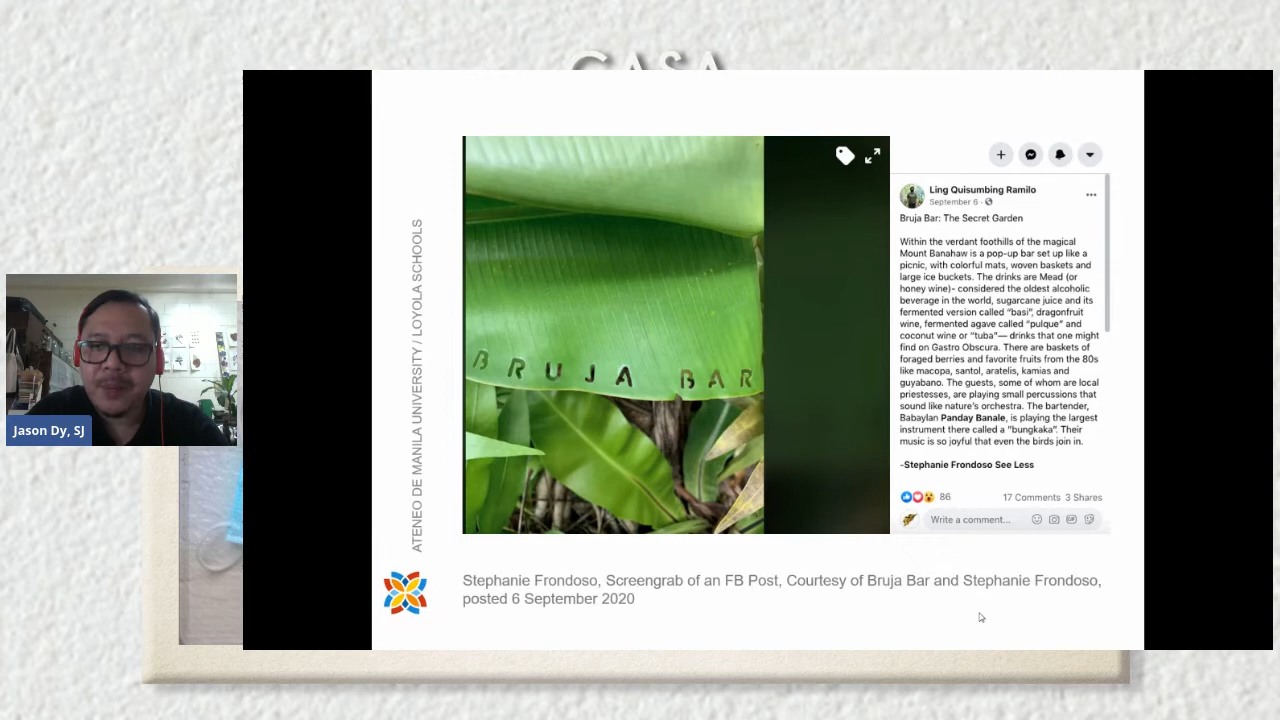 CASA
ATENEO DE MANILA UNIVERSITY / LOYOLA SCHOOLS
BRUJA BAR
Ling Quisumbing Ramilo
September 6 ·
Bruja Bar: The Secret Garden
Within the verdant foothills of the magical
Mount Banahaw is a pop-up bar set up like a
picnic, with colorful mats, woven baskets and
large ice buckets. The drinks are Mead (or
honey wine)- considered the oldest alcoholic
beverage in the world, sugarcane juice and its
fermented version called "basi", dragonfruit
wine, fermented agave called "pulque" and
coconut wine or "tuba"— drinks that one might
find on Gastro Obscura. There are baskets of
foraged berries and favorite fruits from the 80s
like macopa, santol, aratelis, kamias and
guyabano. The guests, some of whom are local
priestesses, are playing small percussions that
sound like nature's orchestra. The bartender,
Babaylan Panday Banale, is playing the largest
instrument there called a "bungkaka". Their
music is so joyful that even the birds join in.
-Stephanie Frondoso See Less
86 17 Comments 3 Shares
Write a comment...
GIF
Jason Dy, SJ
Stephanie Frondoso, Screengrab of an FB Post, Courtesy of Bruja Bar and Stephanie Frondoso,
posted 6 September 2020